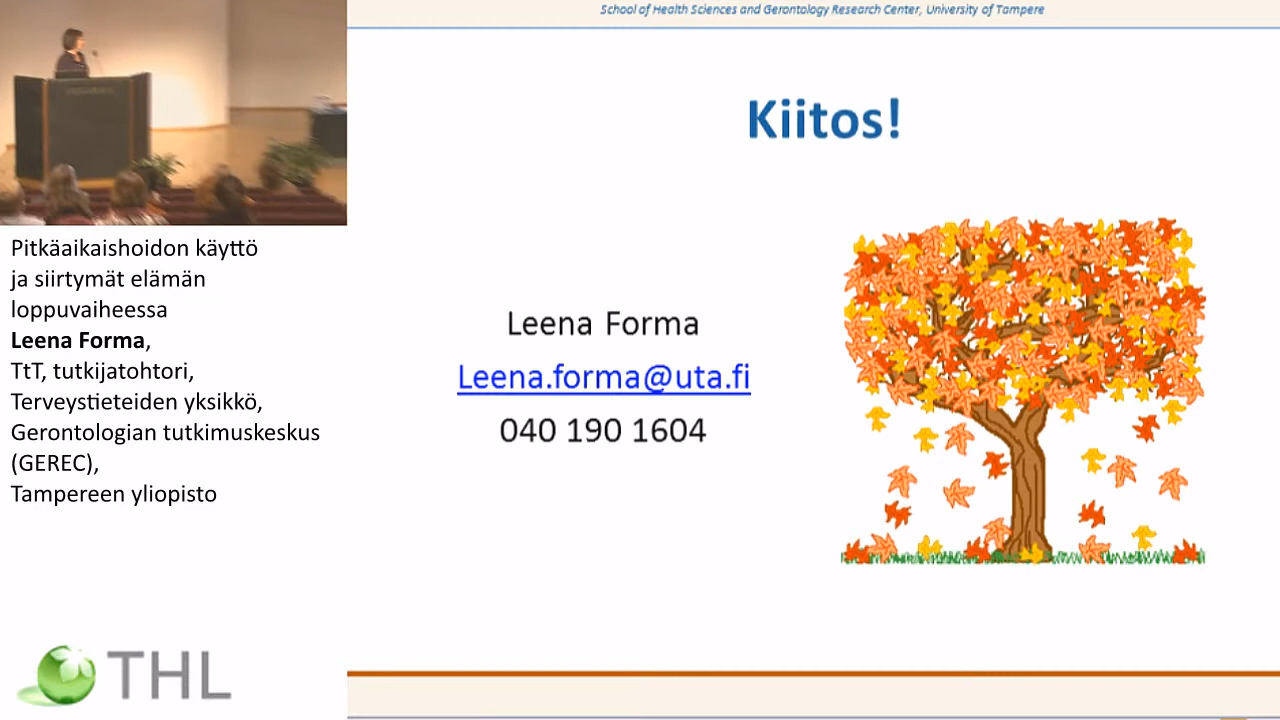 School of Health Sciences and Gerontology Research Center, University of Tampere
Kiitos!
Leena Forma
Leena.forma@uta.fi
040 190 1604
Pitkäaikaishoidon käyttö
ja siirtymät elämän
loppuvaiheessa
Leena Forma,
TtT, tutkijatohtori,
Terveystieteiden yksikkö,
Gerontologian tutkimuskeskus
(GEREC),
Tampereen yliopisto
THL